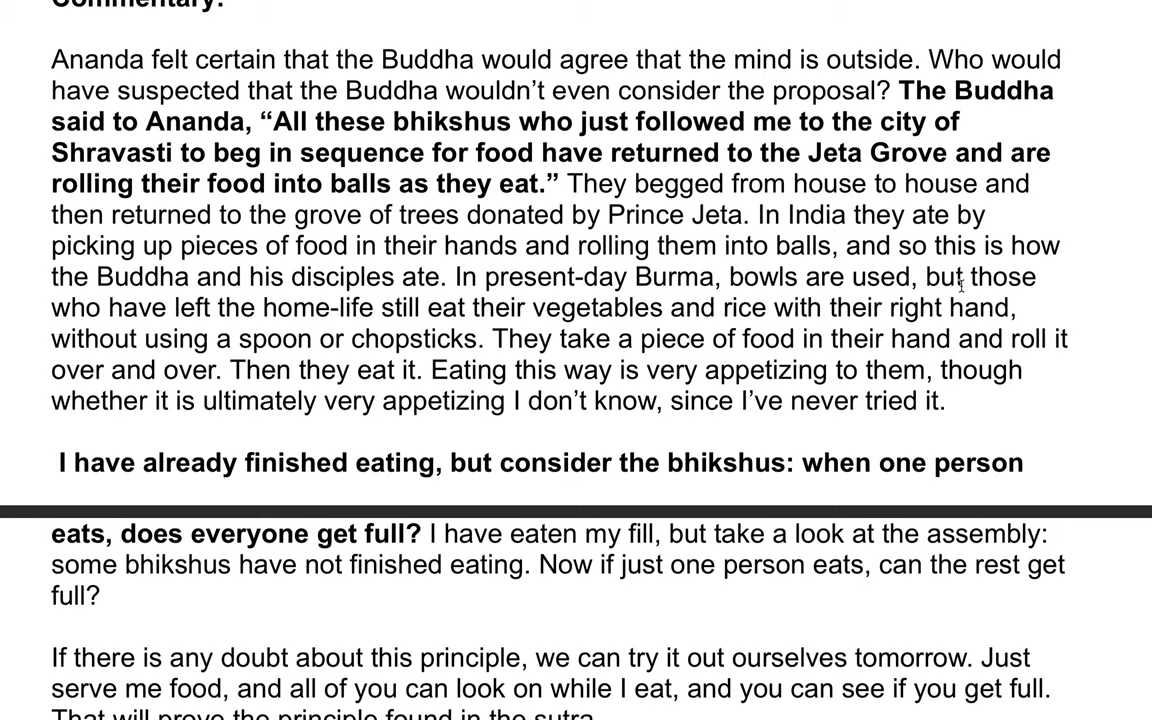 Commentary:
Ananda felt certain that the Buddha would agree that the mind is outside. Who would
have suspected that the Buddha wouldn’t even consider the proposal? The Buddha
said to Ananda, “All these bhikshus who just followed me to the city of
Shravasti to beg in sequence for food have returned to the Jeta Grove and are
rolling their food into balls as they eat.” They begged from house to house and
then returned to the grove of trees donated by Prince Jeta. In India they ate by
picking up pieces of food in their hands and rolling them into balls, and so this is how
the Buddha and his disciples ate. In present-day Burma, bowls are used, but those
who have left the home-life still eat their vegetables and rice with their right hand,
without using a spoon or chopsticks. They take a piece of food in their hand and roll it
over and over. Then they eat it. Eating this way is very appetizing to them, though
whether it is ultimately very appetizing I don’t know, since I’ve never tried it.
I have already finished eating, but consider the bhikshus: when one person
eats, does everyone get full? I have eaten my fill, but take a look at the assembly:
some bhikshus have not finished eating. Now if just one person eats, can the rest get
full?
If there is any doubt about this principle, we can try it out ourselves tomorrow. Just
serve me food, and all of you can look on while I eat, and you can see if you get full.
That will prove the principle found in the sutra.